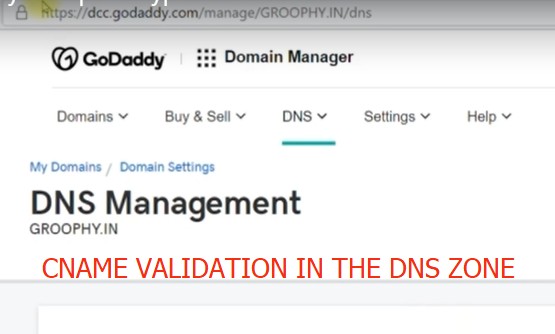 https://dcc.godaddy.com/manage/GROOPHY.IN/dns
GoDaddy Domain Manager
Domains Buy & Sell DNS Settings Help
My Domains / Domain Settings
DNS Management
GROOPHY.IN
CNAME VALIDATION IN THE DNS ZONE